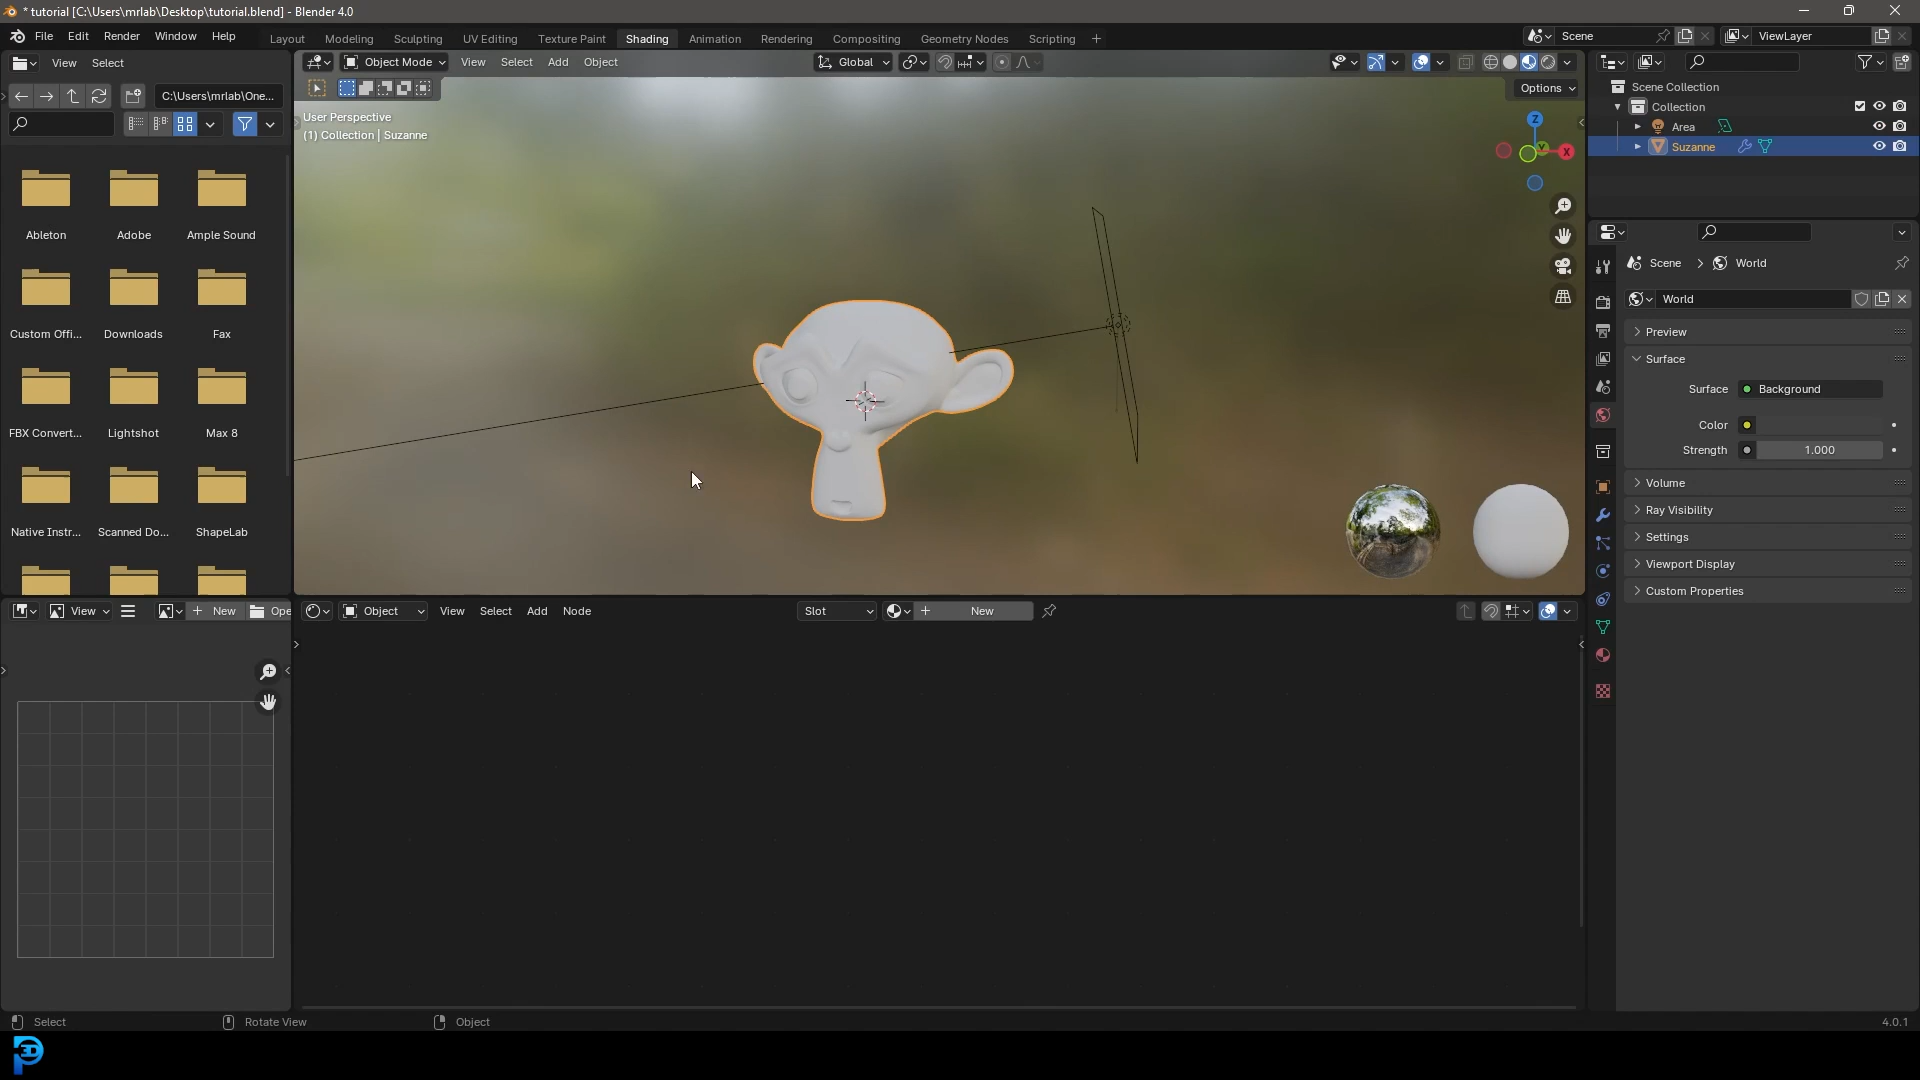 * tutorial [C:\Users\mrlab\Desktop\tutorial.blend] - Blender 4.0
File Edit Render Window Help
Layout Modeling Sculpting UV Editing Texture Paint Shading Animation Rendering Compositing Geometry Nodes Scripting +
Scene
ViewLayer
View Select
C:\Users\mrlab\One...
Ableton Adobe Ample Sound
Custom Offi... Downloads Fax
FBX Convert... Lightshot Max 8
Native Instr... Scanned Do... ShapeLab
Object Mode View Select Add Object
Global
Options
User Perspective
(1) Collection | Suzanne
Z
Y
X
Scene Collection
Collection
Area
Suzanne
Scene > World
World
Preview
Surface
Surface Background
Color
Strength 1.000
Volume
Ray Visibility
Settings
Viewport Display
Custom Properties
View
+ New
Ope
Object View Select Add Node
Slot
+ New
Select
Rotate View
Object
4.0.1
3D